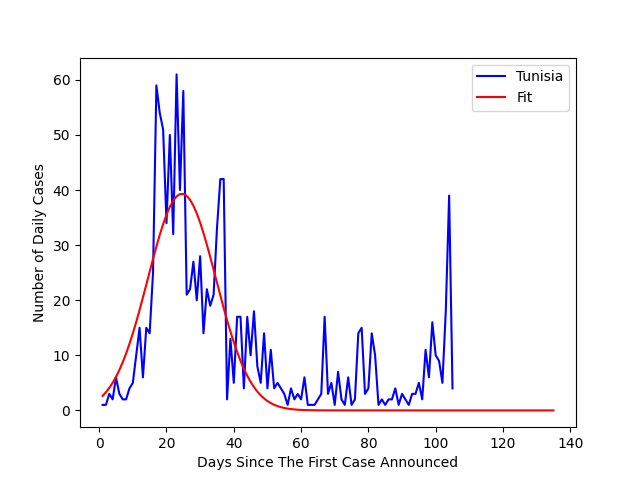 Tunisia
Fit
Number of Daily Cases
60
50
40
30
20
10
0
0 20 40 60 80 100 120 140
Days Since The First Case Announced